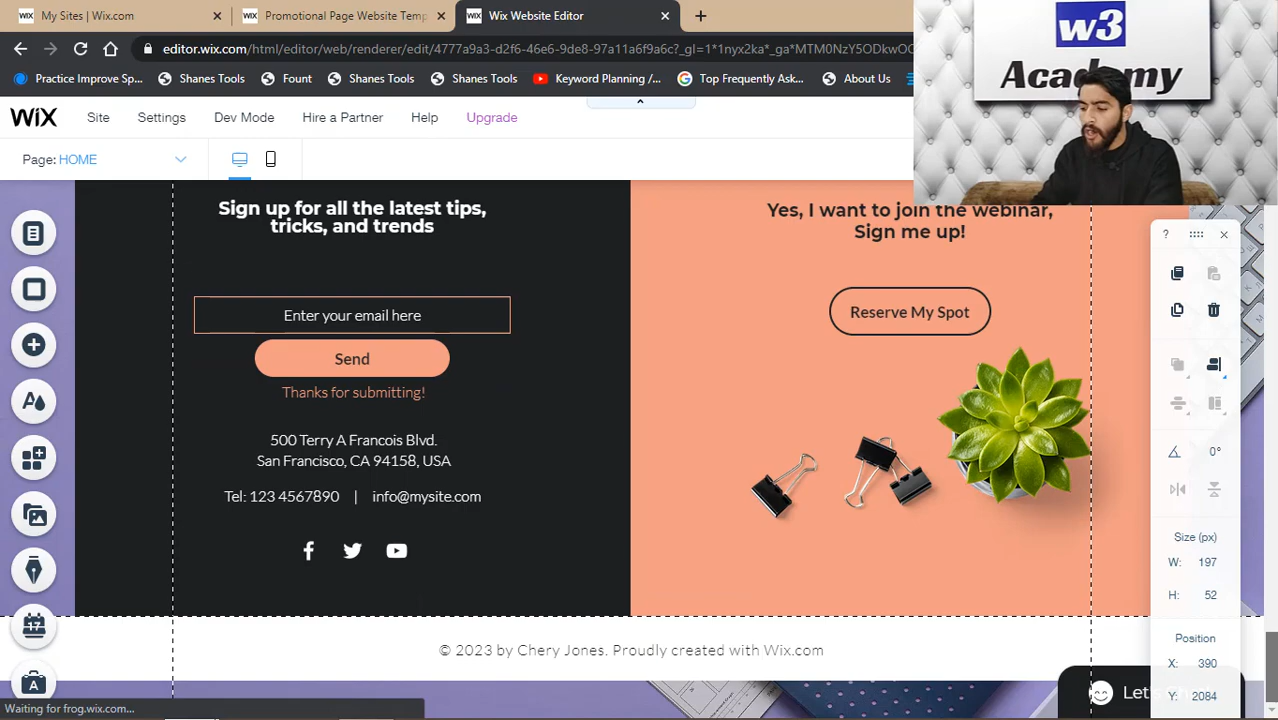 WIX My Sites | Wix.com
WIX Promotional Page Website Temp
WIX Wix Website Editor
editor.wix.com/html/editor/web/renderer/edit/4777a9a3-d2f6-46e6-9de8-97a11a6f9a6c?_gl=1*1nyx2ka*_ga*MTM0NzY5ODkwOC
Practice Improve Sp...
Shanes Tools
Fount
Shanes Tools
Shanes Tools
Keyword Planning /...
Top Frequently Ask...
About Us
w3
Academy
WIX
Site
Settings
Dev Mode
Hire a Partner
Help
Upgrade
Page: HOME
Sign up for all the latest tips,
tricks, and trends
Enter your email here
Send
Thanks for submitting!
500 Terry A Francois Blvd.
San Francisco, CA 94158, USA
Tel: 123 4567890 | info@mysite.com
Yes, I want to join the webinar,
Sign me up!
Reserve My Spot
?
0°
Size (px)
W: 197
H: 52
Position
X: 390
Y: 2084
17
A
© 2023 by Chery Jones. Proudly created with Wix.com
Waiting for frog.wix.com...